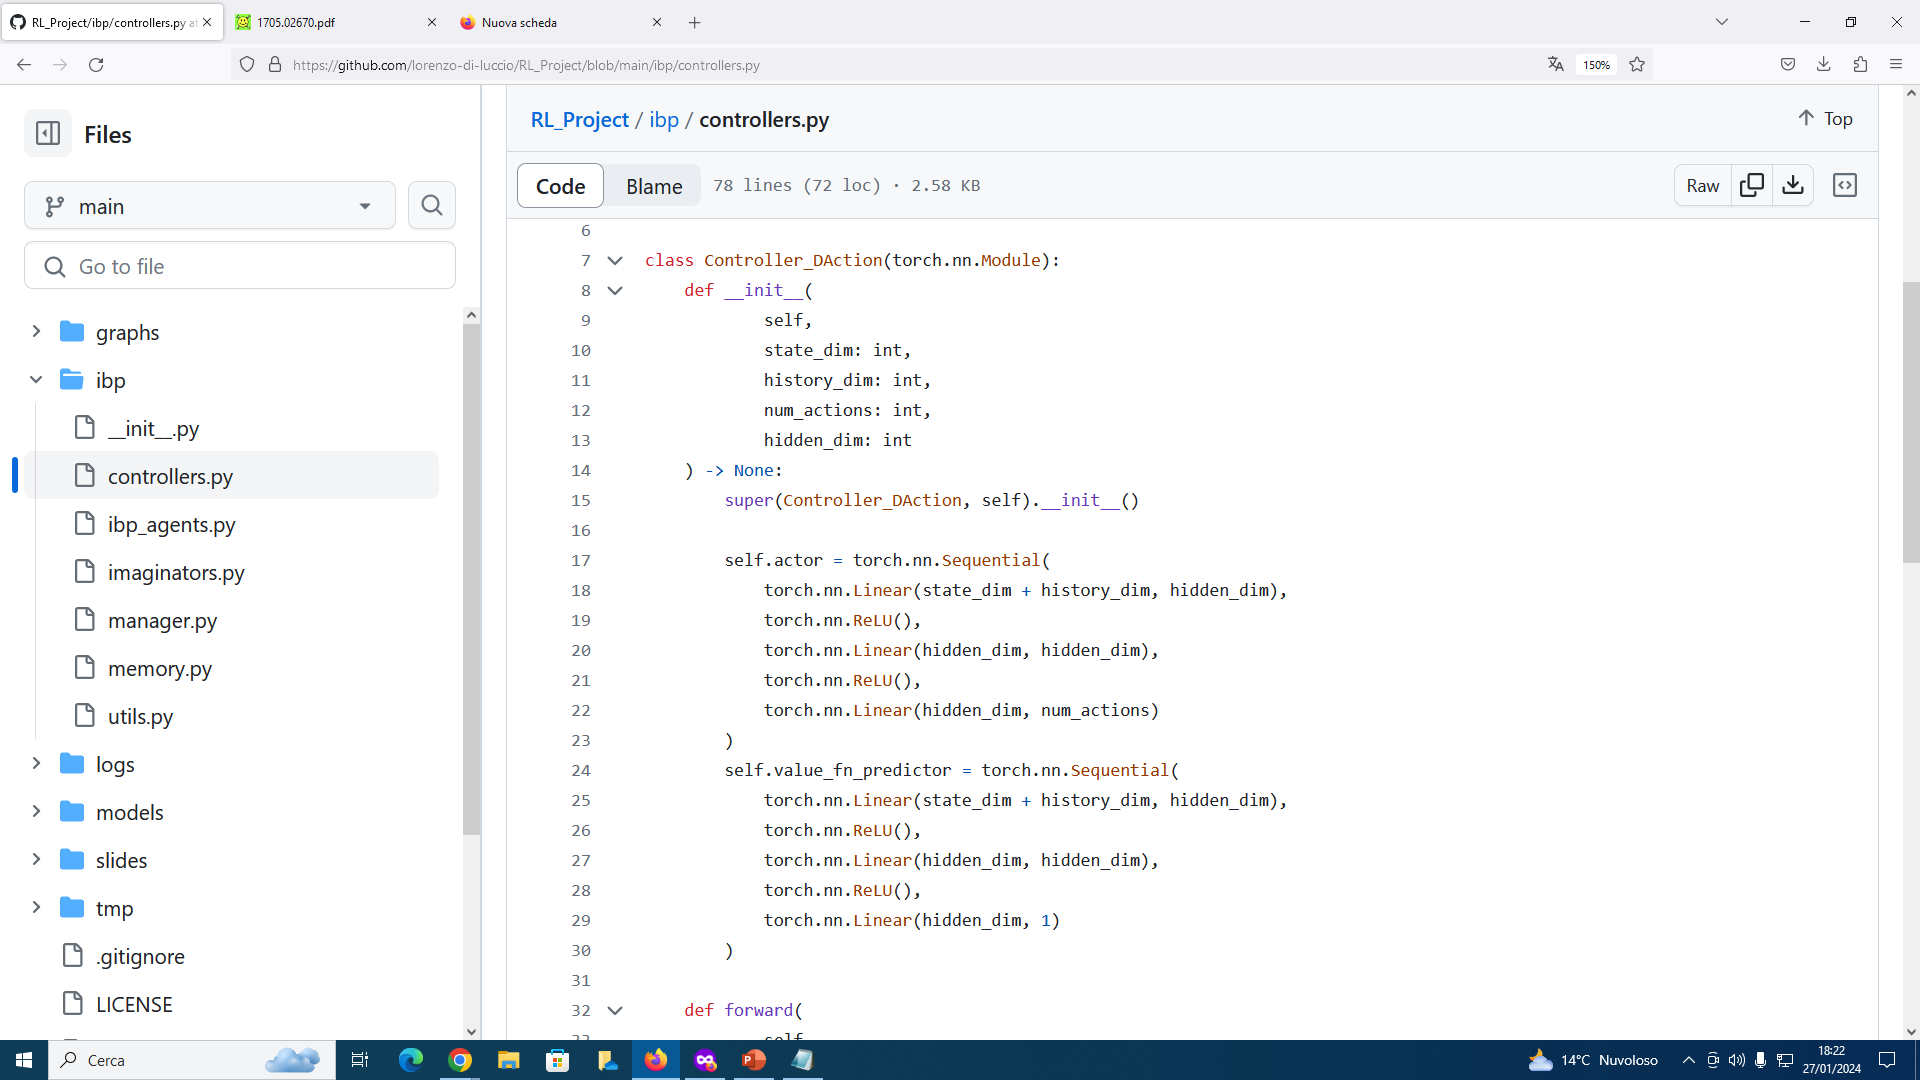 RL_Project/ibp/controllers.py at
1705.02670.pdf
Nuova scheda
https://github.com/lorenzo-di-luccio/RL_Project/blob/main/ibp/controllers.py
150%
Files
main
Go to file
graphs
ibp
__init__.py
controllers.py
ibp_agents.py
imaginators.py
manager.py
memory.py
utils.py
logs
models
slides
tmp
.gitignore
LICENSE
RL_Project / ibp / controllers.py
Top
Code
Blame
78 lines (72 loc) · 2.58 KB
Raw
6
7 class Controller_DAction(torch.nn.Module):
8 def __init__(
9 self,
10 state_dim: int,
11 history_dim: int,
12 num_actions: int,
13 hidden_dim: int
14 ) -> None:
15 super(Controller_DAction, self).__init__()
16
17 self.actor = torch.nn.Sequential(
18 torch.nn.Linear(state_dim + history_dim, hidden_dim),
19 torch.nn.ReLU(),
20 torch.nn.Linear(hidden_dim, hidden_dim),
21 torch.nn.ReLU(),
22 torch.nn.Linear(hidden_dim, num_actions)
23 )
24 self.value_fn_predictor = torch.nn.Sequential(
25 torch.nn.Linear(state_dim + history_dim, hidden_dim),
26 torch.nn.ReLU(),
27 torch.nn.Linear(hidden_dim, hidden_dim),
28 torch.nn.ReLU(),
29 torch.nn.Linear(hidden_dim, 1)
30 )
31
32 def forward(
33 self
Cerca
14°C Nuvoloso
18:22
27/01/2024